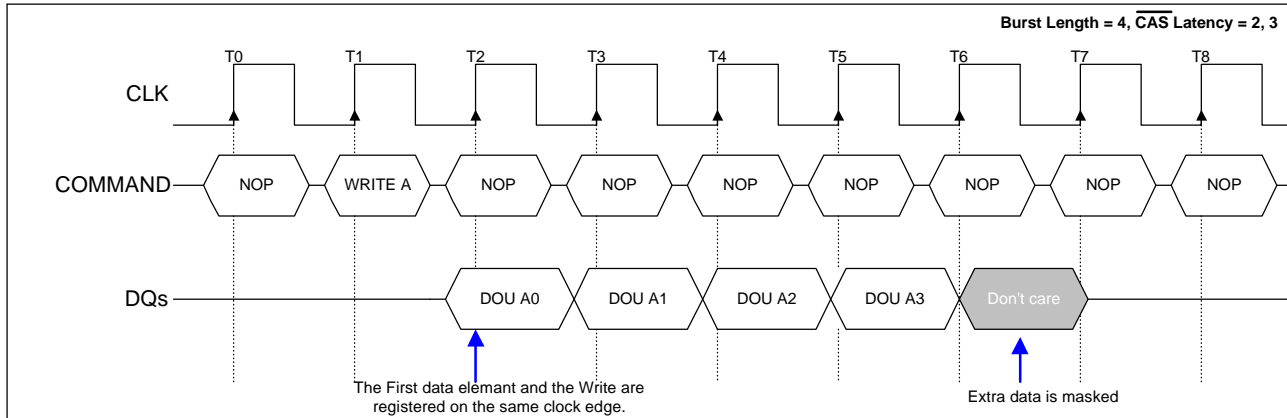 Burst Length = 4, CAS Latency = 2, 3
T0 T1 T2 T3 T4 T5 T6 T7 T8
CLK
COMMAND NOP WRITE A NOP NOP NOP NOP NOP NOP NOP
DQs DOU A0 DOU A1 DOU A2 DOU A3 Don't care
The First data elemant and the Write are
registered on the same clock edge.
Extra data is masked